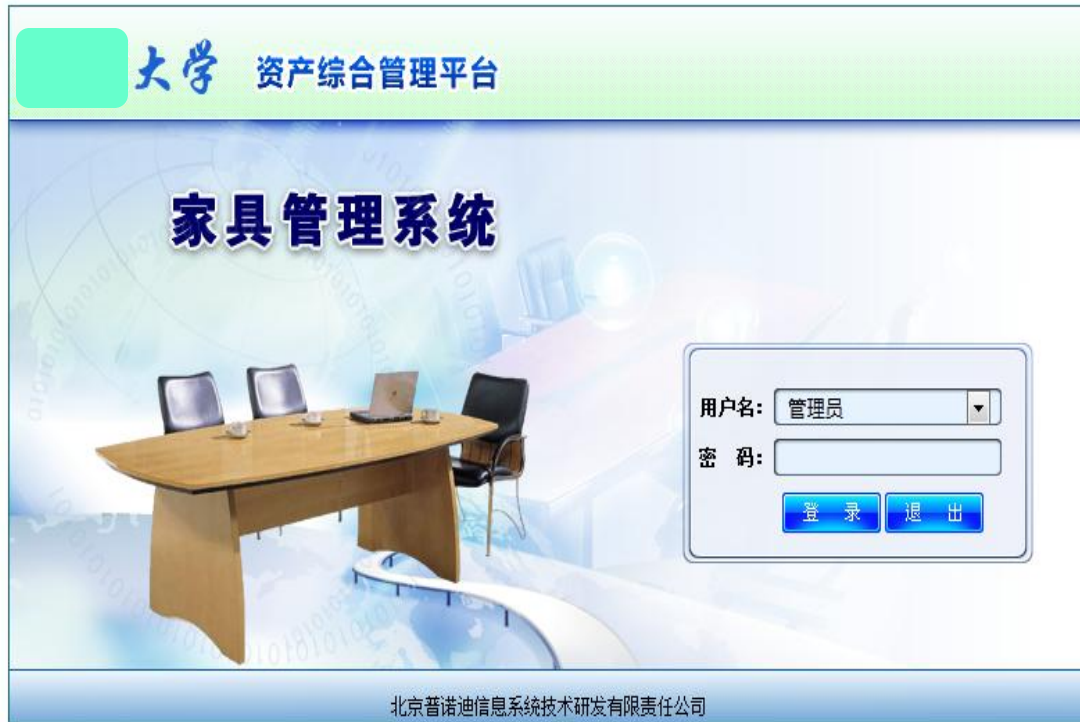 大学 资产综合管理平台
家具管理系统
用户名: 管理员
密 码:
登 录 退 出
北京普诺迪信息系统技术研发有限责任公司